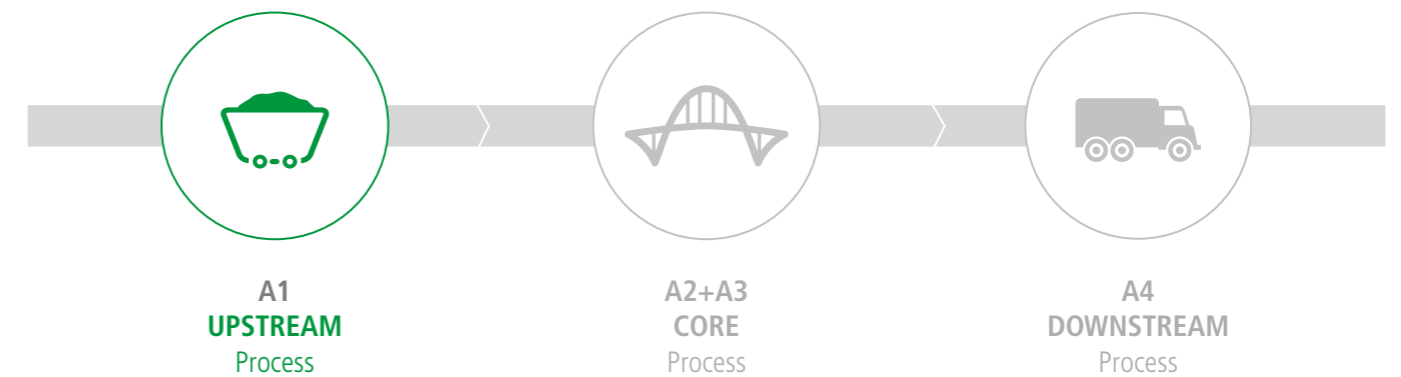 A1
UPSTREAM
Process
A2+A3
CORE
Process
A4
DOWNSTREAM
Process